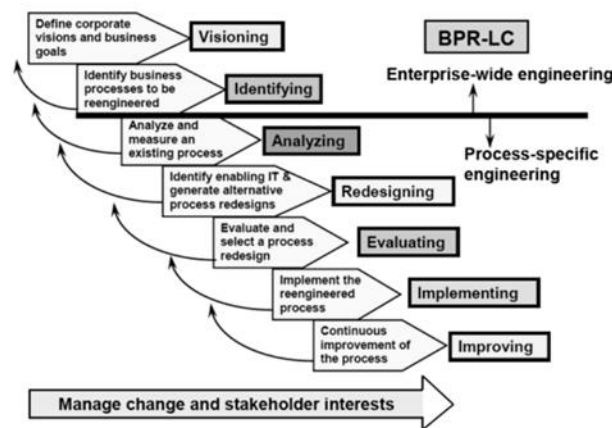 Define corporate
visions and business
goals
Visioning
BPR-LC
Identify business
processes to be
reengineered
Identifying
Enterprise-wide engineering
Analyze and
measure an
existing process
Analyzing
Process-specific
engineering
Identify enabling IT &
generate alternative
process redesigns
Redesigning
Evaluate and
select a process
redesign
Evaluating
Implement the
reengineered
process
Implementing
Continuous
improvement of
the process
Improving
Manage change and stakeholder interests